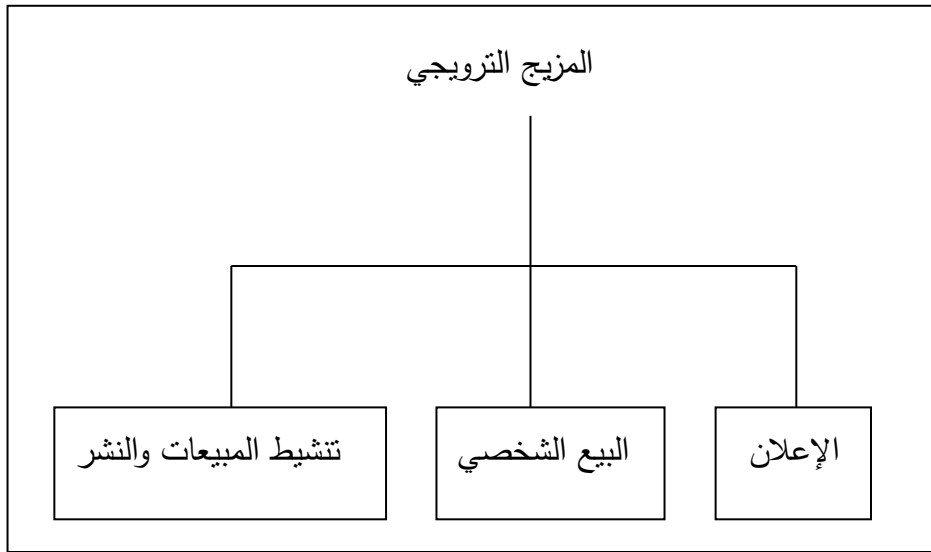 المزيج الترويجي
الإعلان
البيع الشخصي
تنشيط المبيعات والنشر